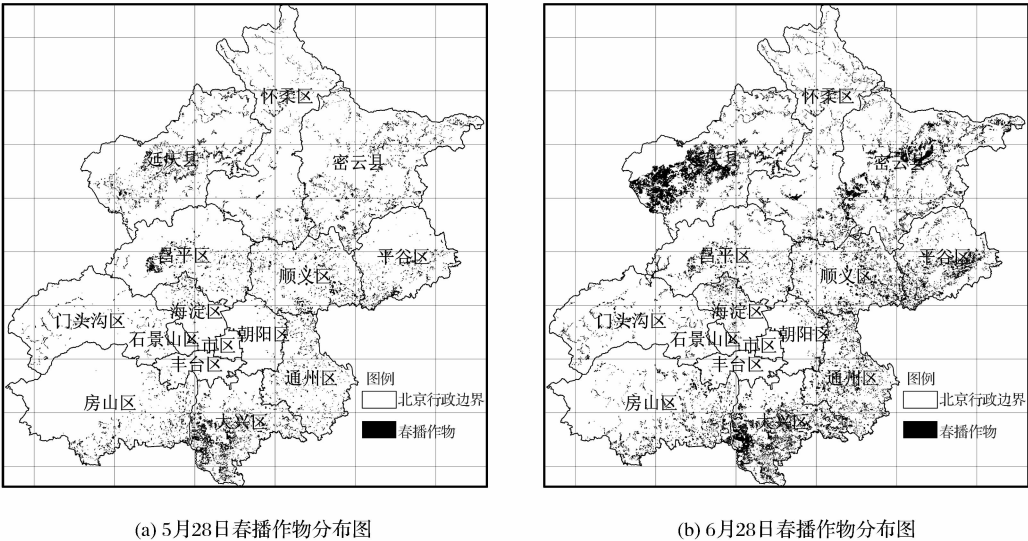 怀柔区
延庆县
密云县
昌平区
顺义区
平谷区
海淀区
门头沟区
石景山区
市区
朝阳区
丰台区
通州区
房山区
大兴区
图例
北京行政边界
春播作物
(a) 5月28日春播作物分布图
怀柔区
庆县
密云县
昌平区
顺义区
平谷区
海淀区
门头沟区
石景山区
市区
朝阳区
丰台区
通州区
房山区
大兴区
图例
北京行政边界
春播作物
(b) 6月28日春播作物分布图